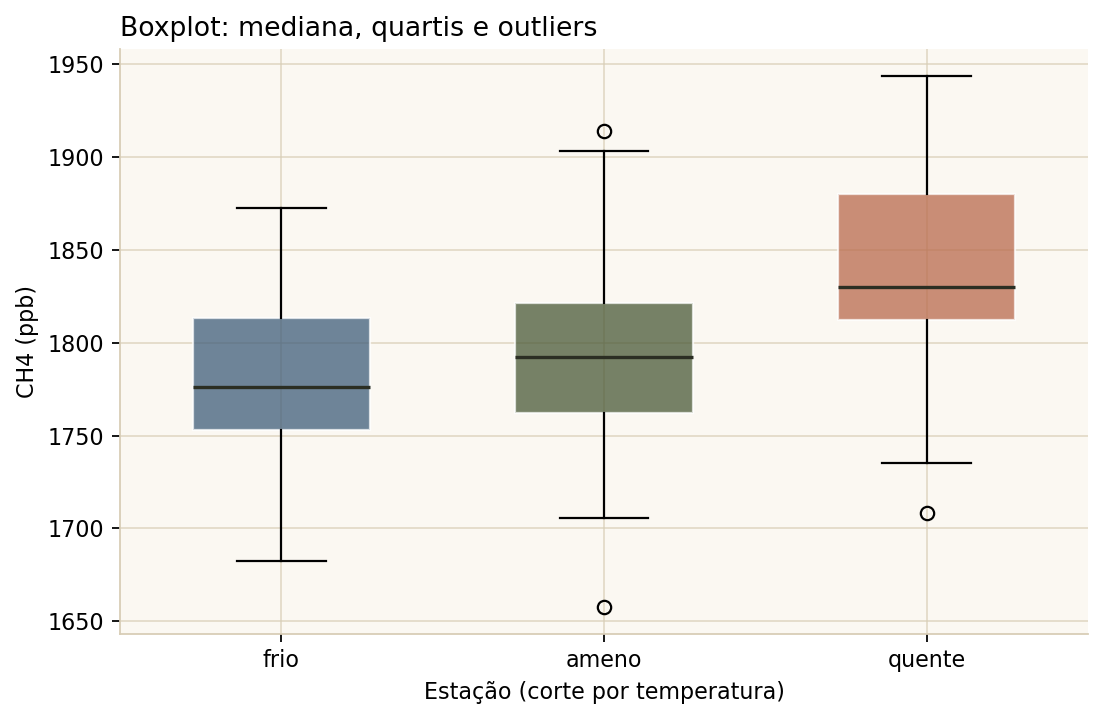 Boxplot: mediana, quartis e outliers
1950
1900
1850
1800
1750
1700
1650
CH4 (ppb)
frio ameno quente
Estação (corte por temperatura)